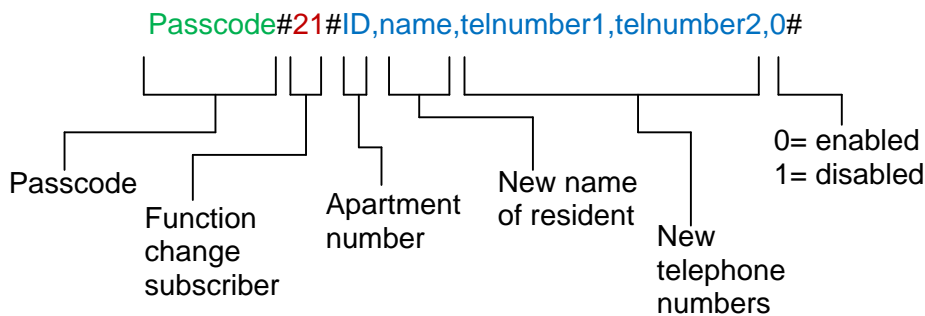 Passcode#21#ID,name,telnumber1,telnumber2,0#
Passcode
Function
change
subscriber
Apartment
number
New name
of resident
New
telephone
numbers
0= enabled
1= disabled